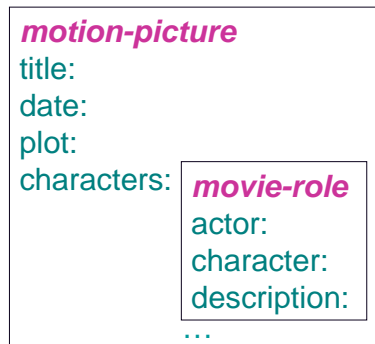 motion-picture
title:
date:
plot:
characters:
movie-role
actor:
character:
description:
…